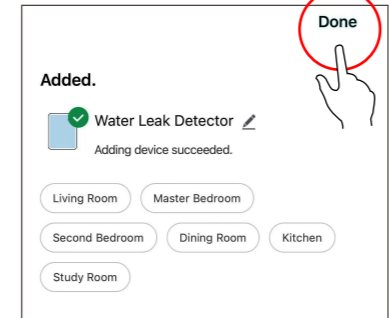 Done
Added.
Water Leak Detector
Adding device succeeded.
Living Room Master Bedroom
Second Bedroom Dining Room Kitchen
Study Room